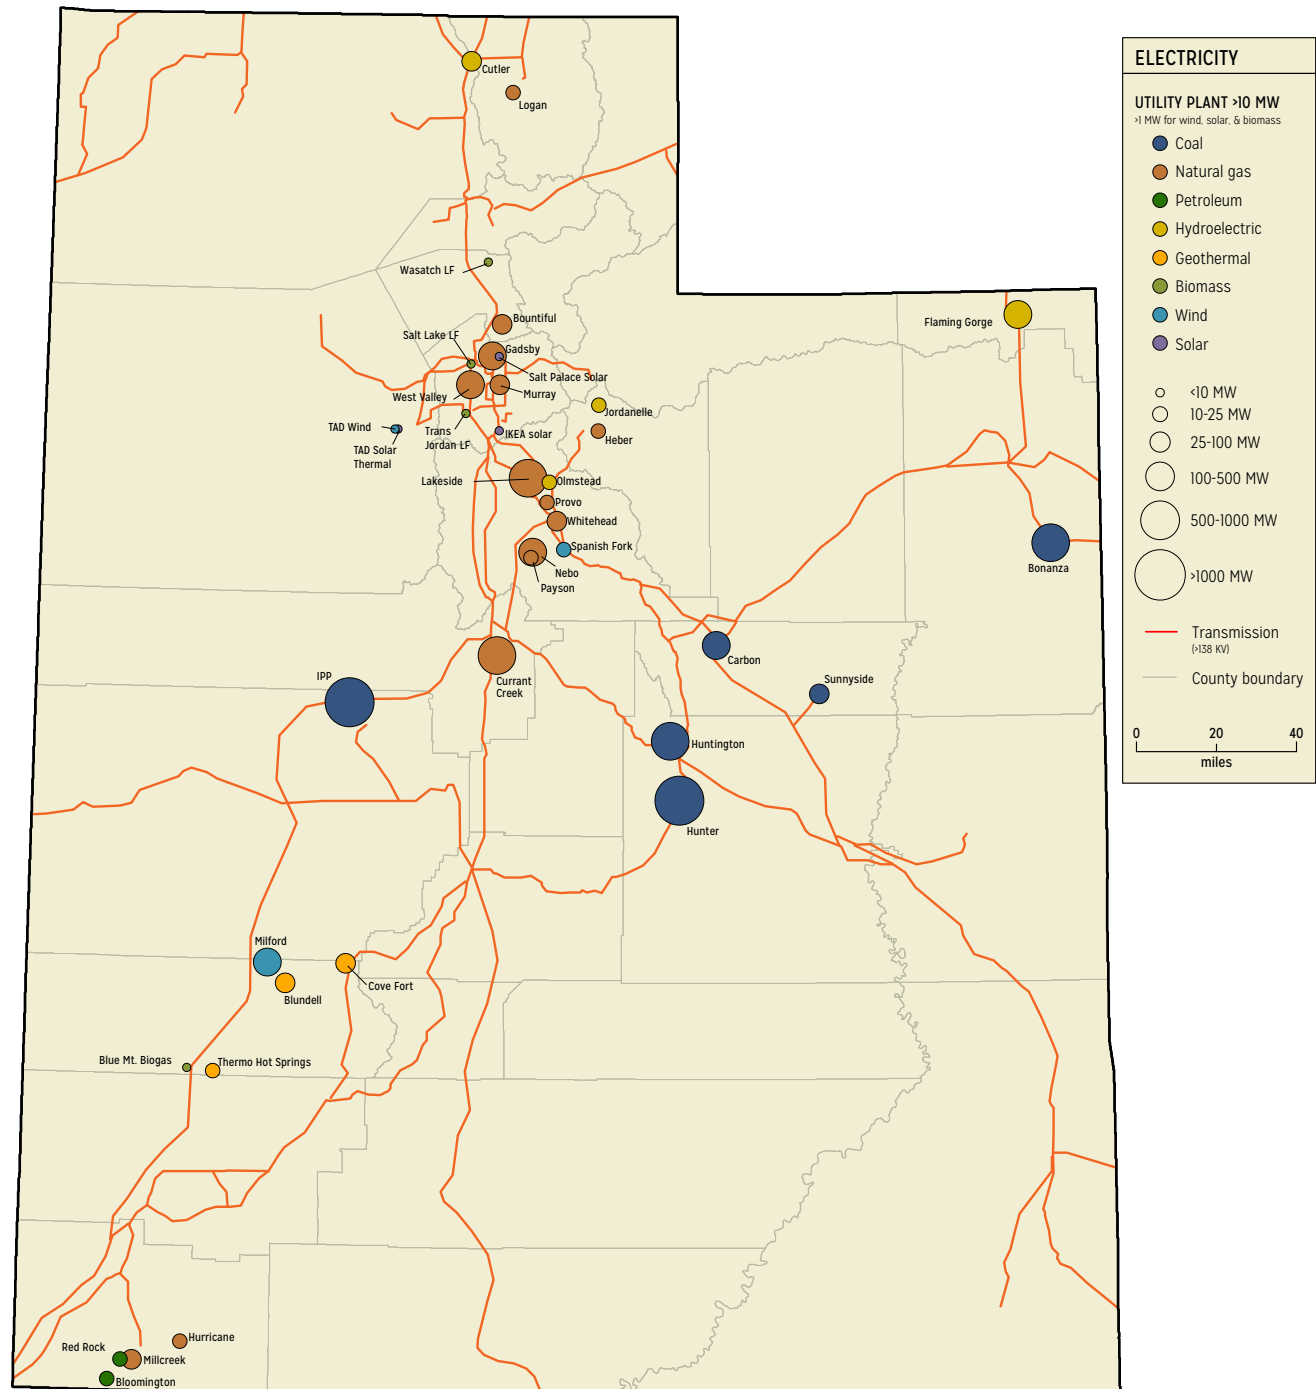 Cutler
Logan
Wasatch LF
Bountiful
Salt Lake LF
Gadsby
Salt Palace Solar
West Valley
Murray
Jordanelle
TAD Wind
Trans
Jordan LF
IKEA solar
Heber
TAD Solar
Thermal
Lakeside
Olmstead
Provo
Whitehead
Spanish Fork
Nebo
Payson
Flaming Gorge
Bonanza
Carbon
Currant
Creek
IPP
Sunnyside
Huntington
Hunter
Milford
Cove Fort
Blundell
Blue Mt. Biogas
Thermo Hot Springs
Hurricane
Red Rock
Millcreek
Bloomington
ELECTRICITY
UTILITY PLANT >10 MW
>1 MW for wind, solar, & biomass
Coal
Natural gas
Petroleum
Hydroelectric
Geothermal
Biomass
Wind
Solar
<10 MW
10-25 MW
25-100 MW
100-500 MW
500-1000 MW
>1000 MW
Transmission
(>138 KV)
County boundary
0 20 40
miles